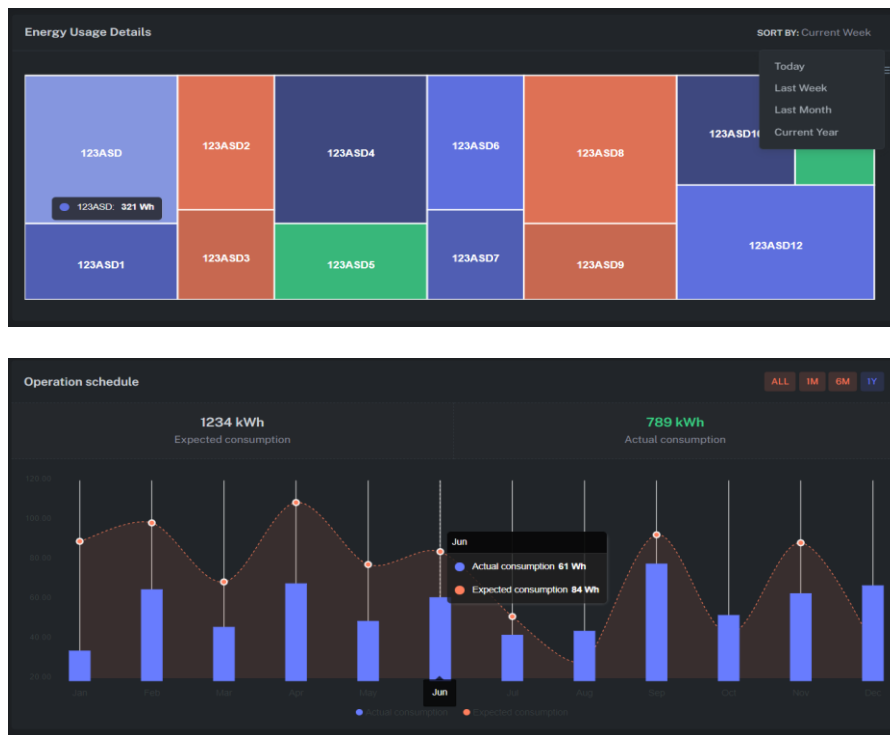 Energy Usage Details
SORT BY: Current Week
Today
Last Week
Last Month
Current Year
123ASD
123ASD2
123ASD4
123ASD6
123ASD8
123ASD: 321 Wh
123ASD1
123ASD3
123ASD5
123ASD7
123ASD9
123ASD12
Operation schedule
ALL 1M 6M 1Y
1234 kWh
Expected consumption
789 kWh
Actual consumption
120.00
100.00
80.00
60.00
40.00
20.00
Jun
Actual consumption 61 Wh
Expected consumption 84 Wh
Jan Feb Mar Apr May Jun Jul Aug Sep Oct Nov Dec
Actual consumption Expected consumption